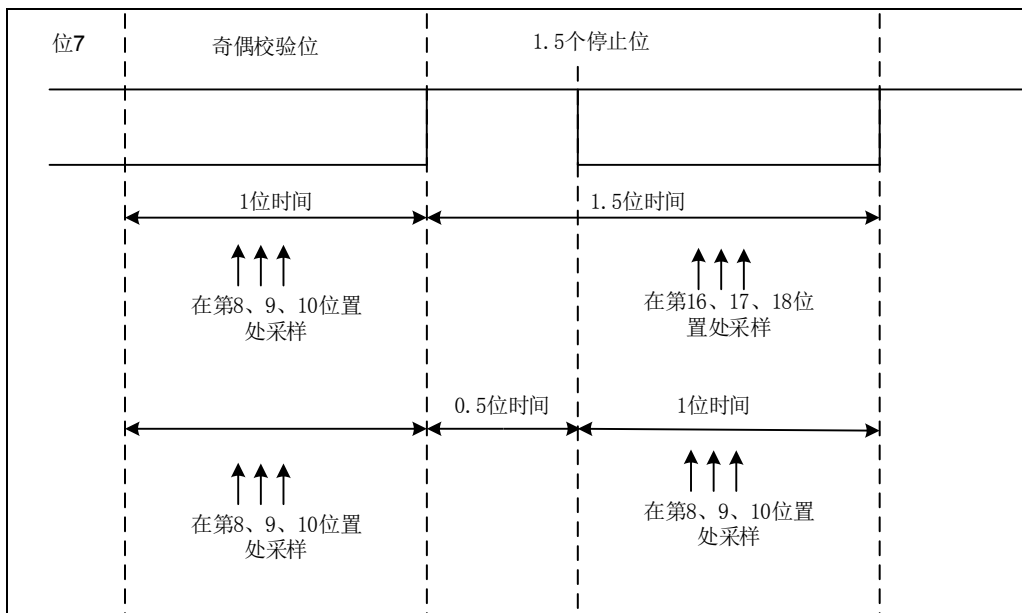 位7
奇偶校验位
1.5个停止位
1位时间
1.5位时间
在第8、9、10位置
处采样
在第16、17、18位
置处采样
0.5位时间
1位时间
在第8、9、10位置
处采样
在第8、9、10位置
处采样